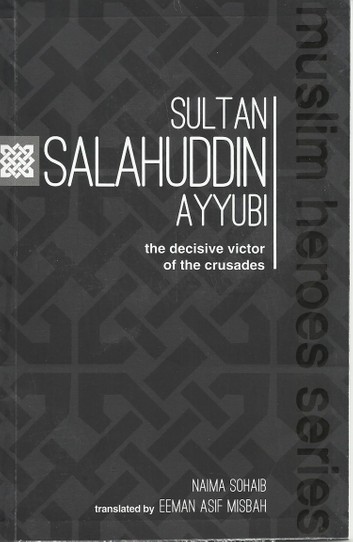 SULTAN
SALAHUDDIN
AYYUBI
the decisive victor
of the crusades
muslim heroes series
NAIMA SOHAIB
translated by EEMAN ASIF MISBAH